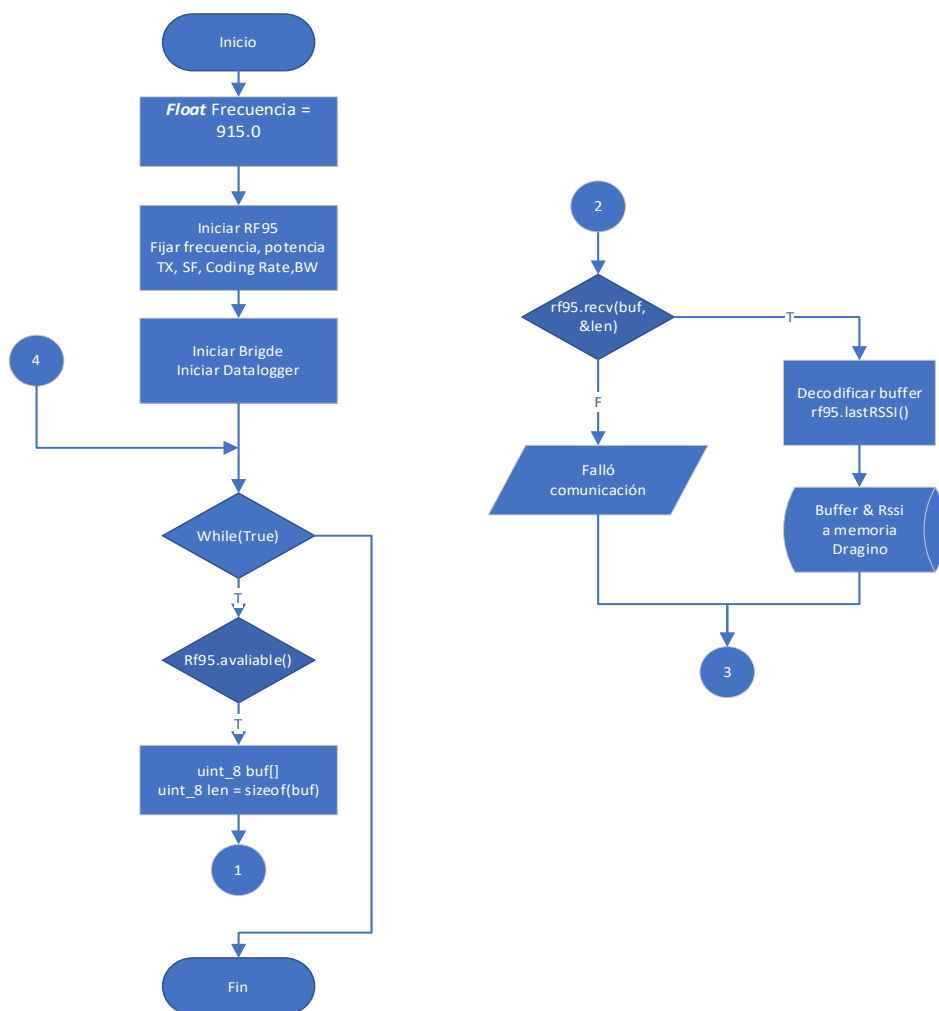 Inicio
Float Frecuencia =
915.0
Iniciar RF95
Fijar frecuencia, potencia
TX, SF, Coding Rate,BW
4
Iniciar Brigde
Iniciar Datalogger
While(True)
T
Rf95.avaliable()
T
uint_8 buf[]
uint_8 len = sizeof(buf)
1
Fin
2
rf95.recv(buf,
&len)
T
F
Decodificar buffer
rf95.lastRSSI()
Falló
comunicación
Buffer & Rssi
a memoria
Dragino
3